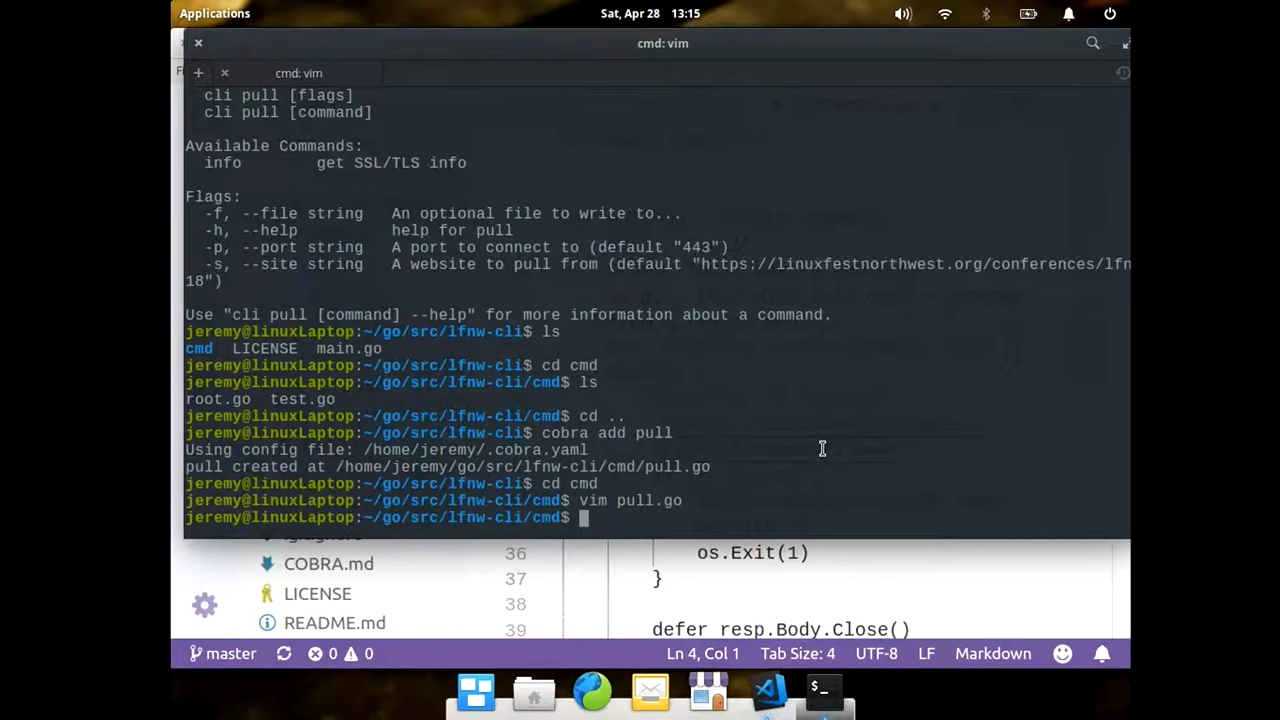 Applications
Sat, Apr 28 13:15
cmd: vim
cmd: vim
cli pull [flags]
cli pull [command]
Available Commands:
info get SSL/TLS info
Flags:
-f, --file string An optional file to write to...
-h, --help help for pull
-p, --port string A port to connect to (default "443")
-s, --site string A website to pull from (default "https://linuxfestnorthwest.org/conferences/lfn
18")
Use "cli pull [command] --help" for more information about a command.
jeremy@linuxLaptop:~/go/src/lfnw-cli$ ls
cmd LICENSE main.go
jeremy@linuxLaptop:~/go/src/lfnw-cli$ cd cmd
jeremy@linuxLaptop:~/go/src/lfnw-cli/cmd$ ls
root.go test.go
jeremy@linuxLaptop:~/go/src/lfnw-cli/cmd$ cd ..
jeremy@linuxLaptop:~/go/src/lfnw-cli$ cobra add pull
Using config file: /home/jeremy/.cobra.yaml
pull created at /home/jeremy/go/src/lfnw-cli/cmd/pull.go
jeremy@linuxLaptop:~/go/src/lfnw-cli$ cd cmd
jeremy@linuxLaptop:~/go/src/lfnw-cli/cmd$ vim pull.go
jeremy@linuxLaptop:~/go/src/lfnw-cli/cmd$
36 os.Exit(1)
COBRA.md
37 }
LICENSE
38
README.md
39 defer resp.Body.Close()
master 0 0 Ln 4, Col 1 Tab Size: 4 UTF-8 LF Markdown
$ _